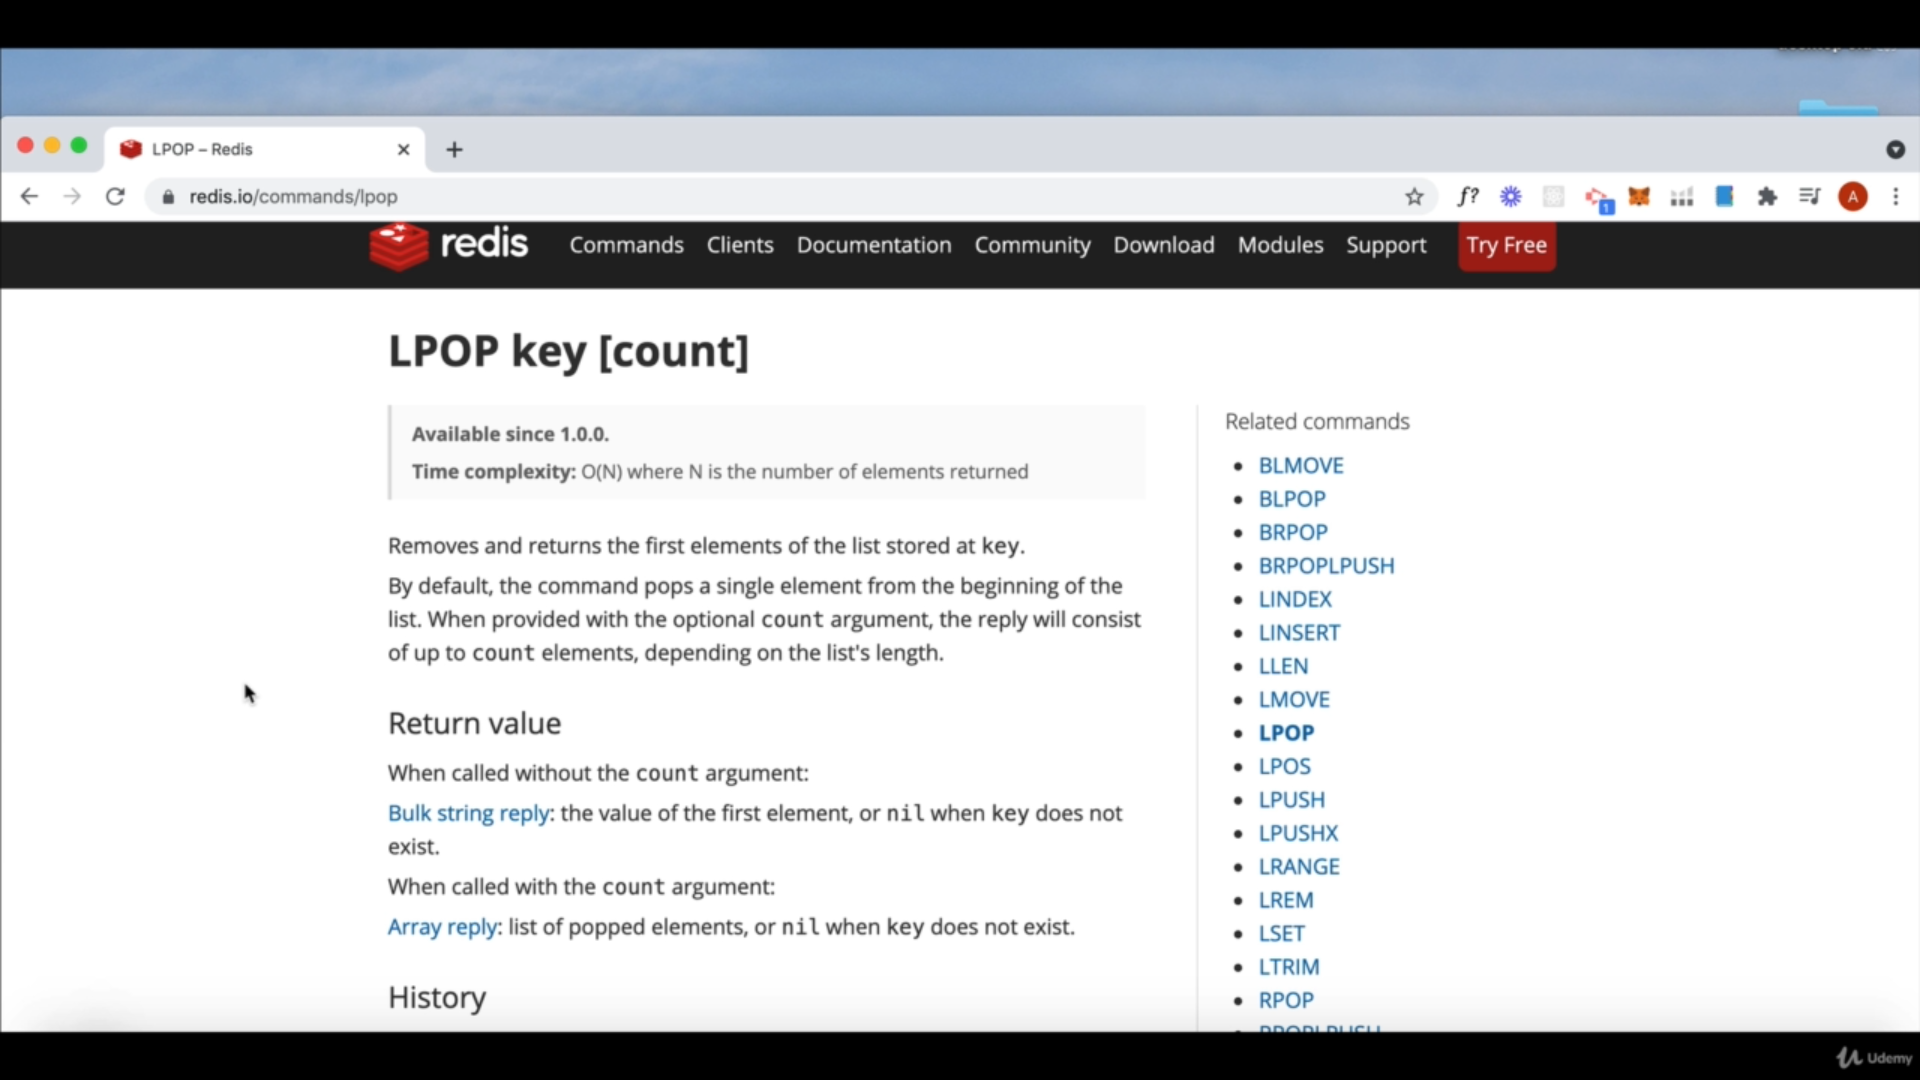 LPOP – Redis
redis.io/commands/lpop
f?
1
A
redis
Commands Clients Documentation Community Download Modules Support Try Free
LPOP key [count]
Available since 1.0.0.
Time complexity: O(N) where N is the number of elements returned
Removes and returns the first elements of the list stored at key.
By default, the command pops a single element from the beginning of the
list. When provided with the optional count argument, the reply will consist
of up to count elements, depending on the list's length.
Return value
When called without the count argument:
Bulk string reply: the value of the first element, or nil when key does not
exist.
When called with the count argument:
Array reply: list of popped elements, or nil when key does not exist.
History
Related commands
BLMOVE
BLPOP
BRPOP
BRPOPLPUSH
LINDEX
LINSERT
LLEN
LMOVE
LPOP
LPOS
LPUSH
LPUSHX
LRANGE
LREM
LSET
LTRIM
RPOP
RPOPLPUSH
Udemy